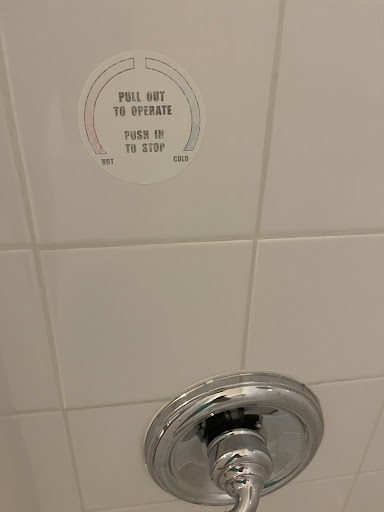 PULL OUT
TO OPERATE
PUSH IN
TO STOP
HOT COLD